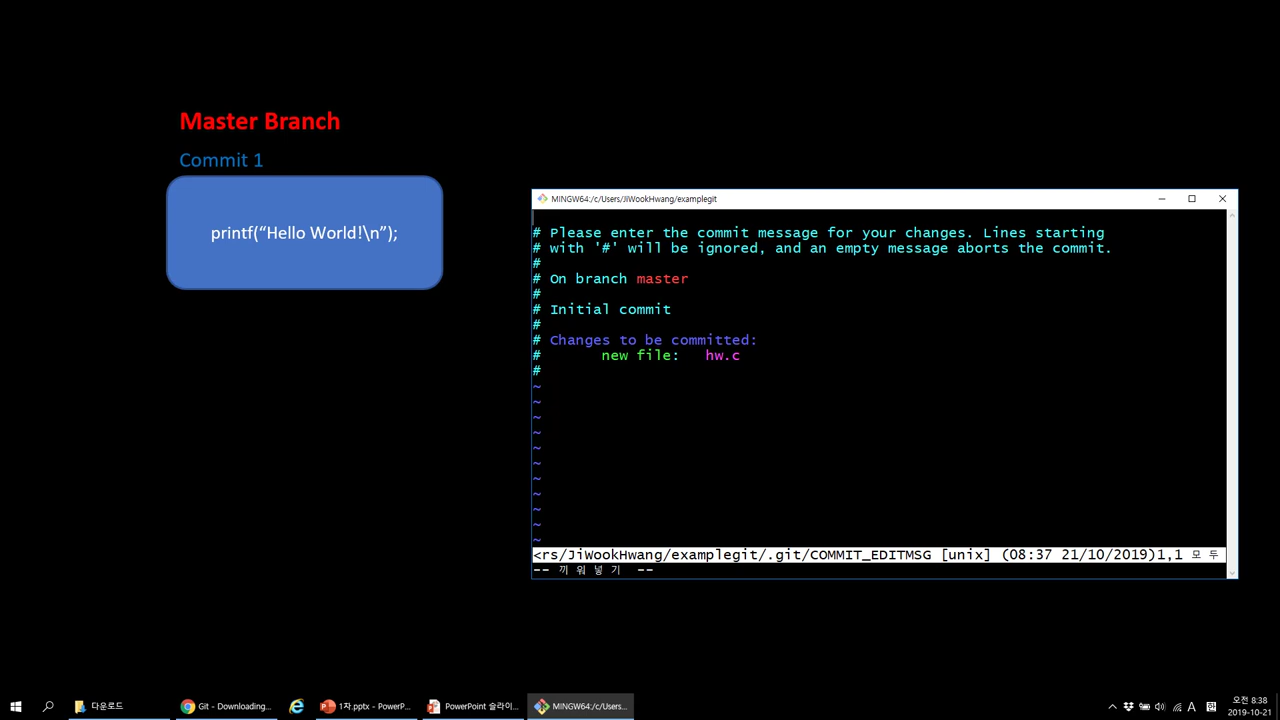 Master Branch
Commit 1
printf(“Hello World!\n”);
MINGW64:/c/Users/JiWookHwang/examplegit
# Please enter the commit message for your changes. Lines starting
# with '#' will be ignored, and an empty message aborts the commit.
#
# On branch master
#
# Initial commit
#
# Changes to be committed:
#       new file:   hw.c
#
~
~
~
~
~
~
~
~
~
~
~
<rs/JiWookHwang/examplegit/.git/COMMIT_EDITMSG [unix] (08:37 21/10/2019)1,1 모 두
-- 끼 워 넣 기 --
다운로드
Git - Downloading...
1차.pptx - PowerP...
PowerPoint 슬라이...
MINGW64:/c/Users...
A
오전 8:38
2019-10-21